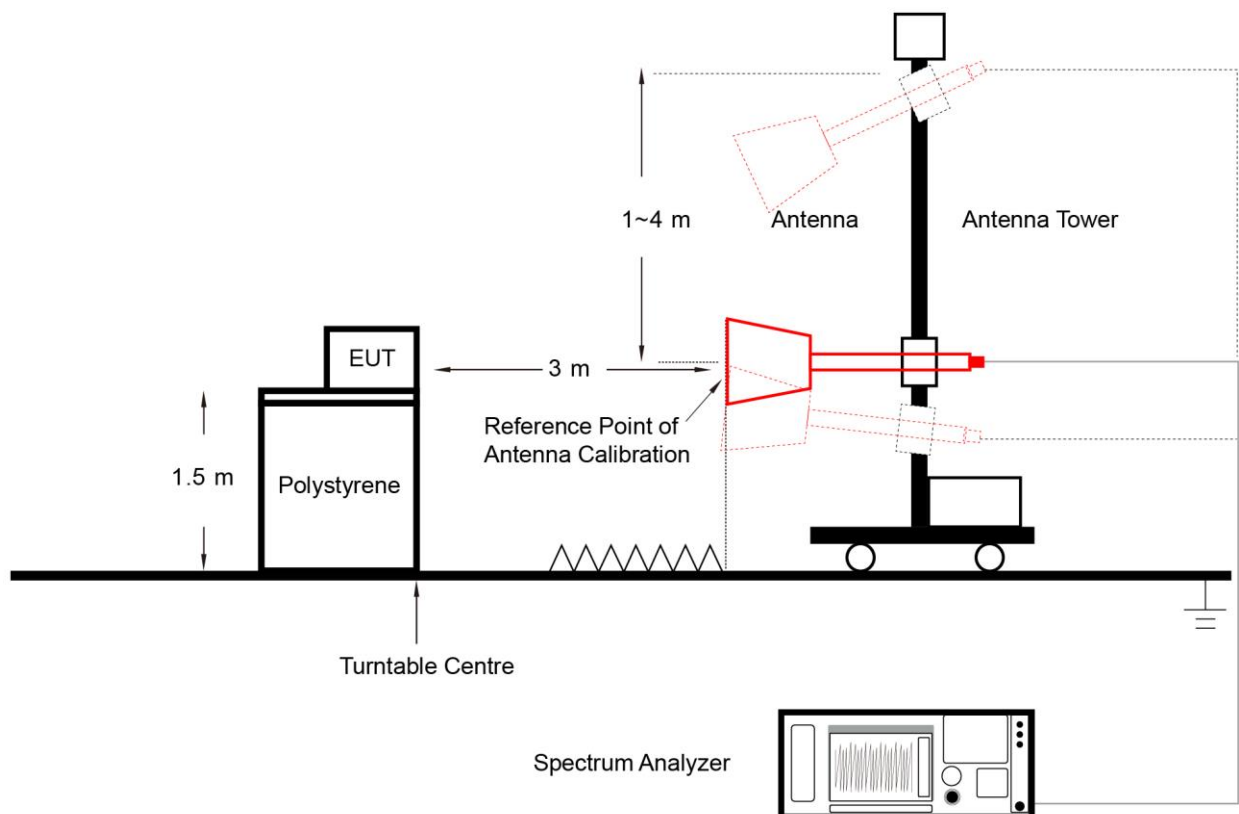 1~4 m
Antenna
Antenna Tower
EUT
3 m
Reference Point of
Antenna Calibration
1.5 m
Polystyrene
Turntable Centre
Spectrum Analyzer